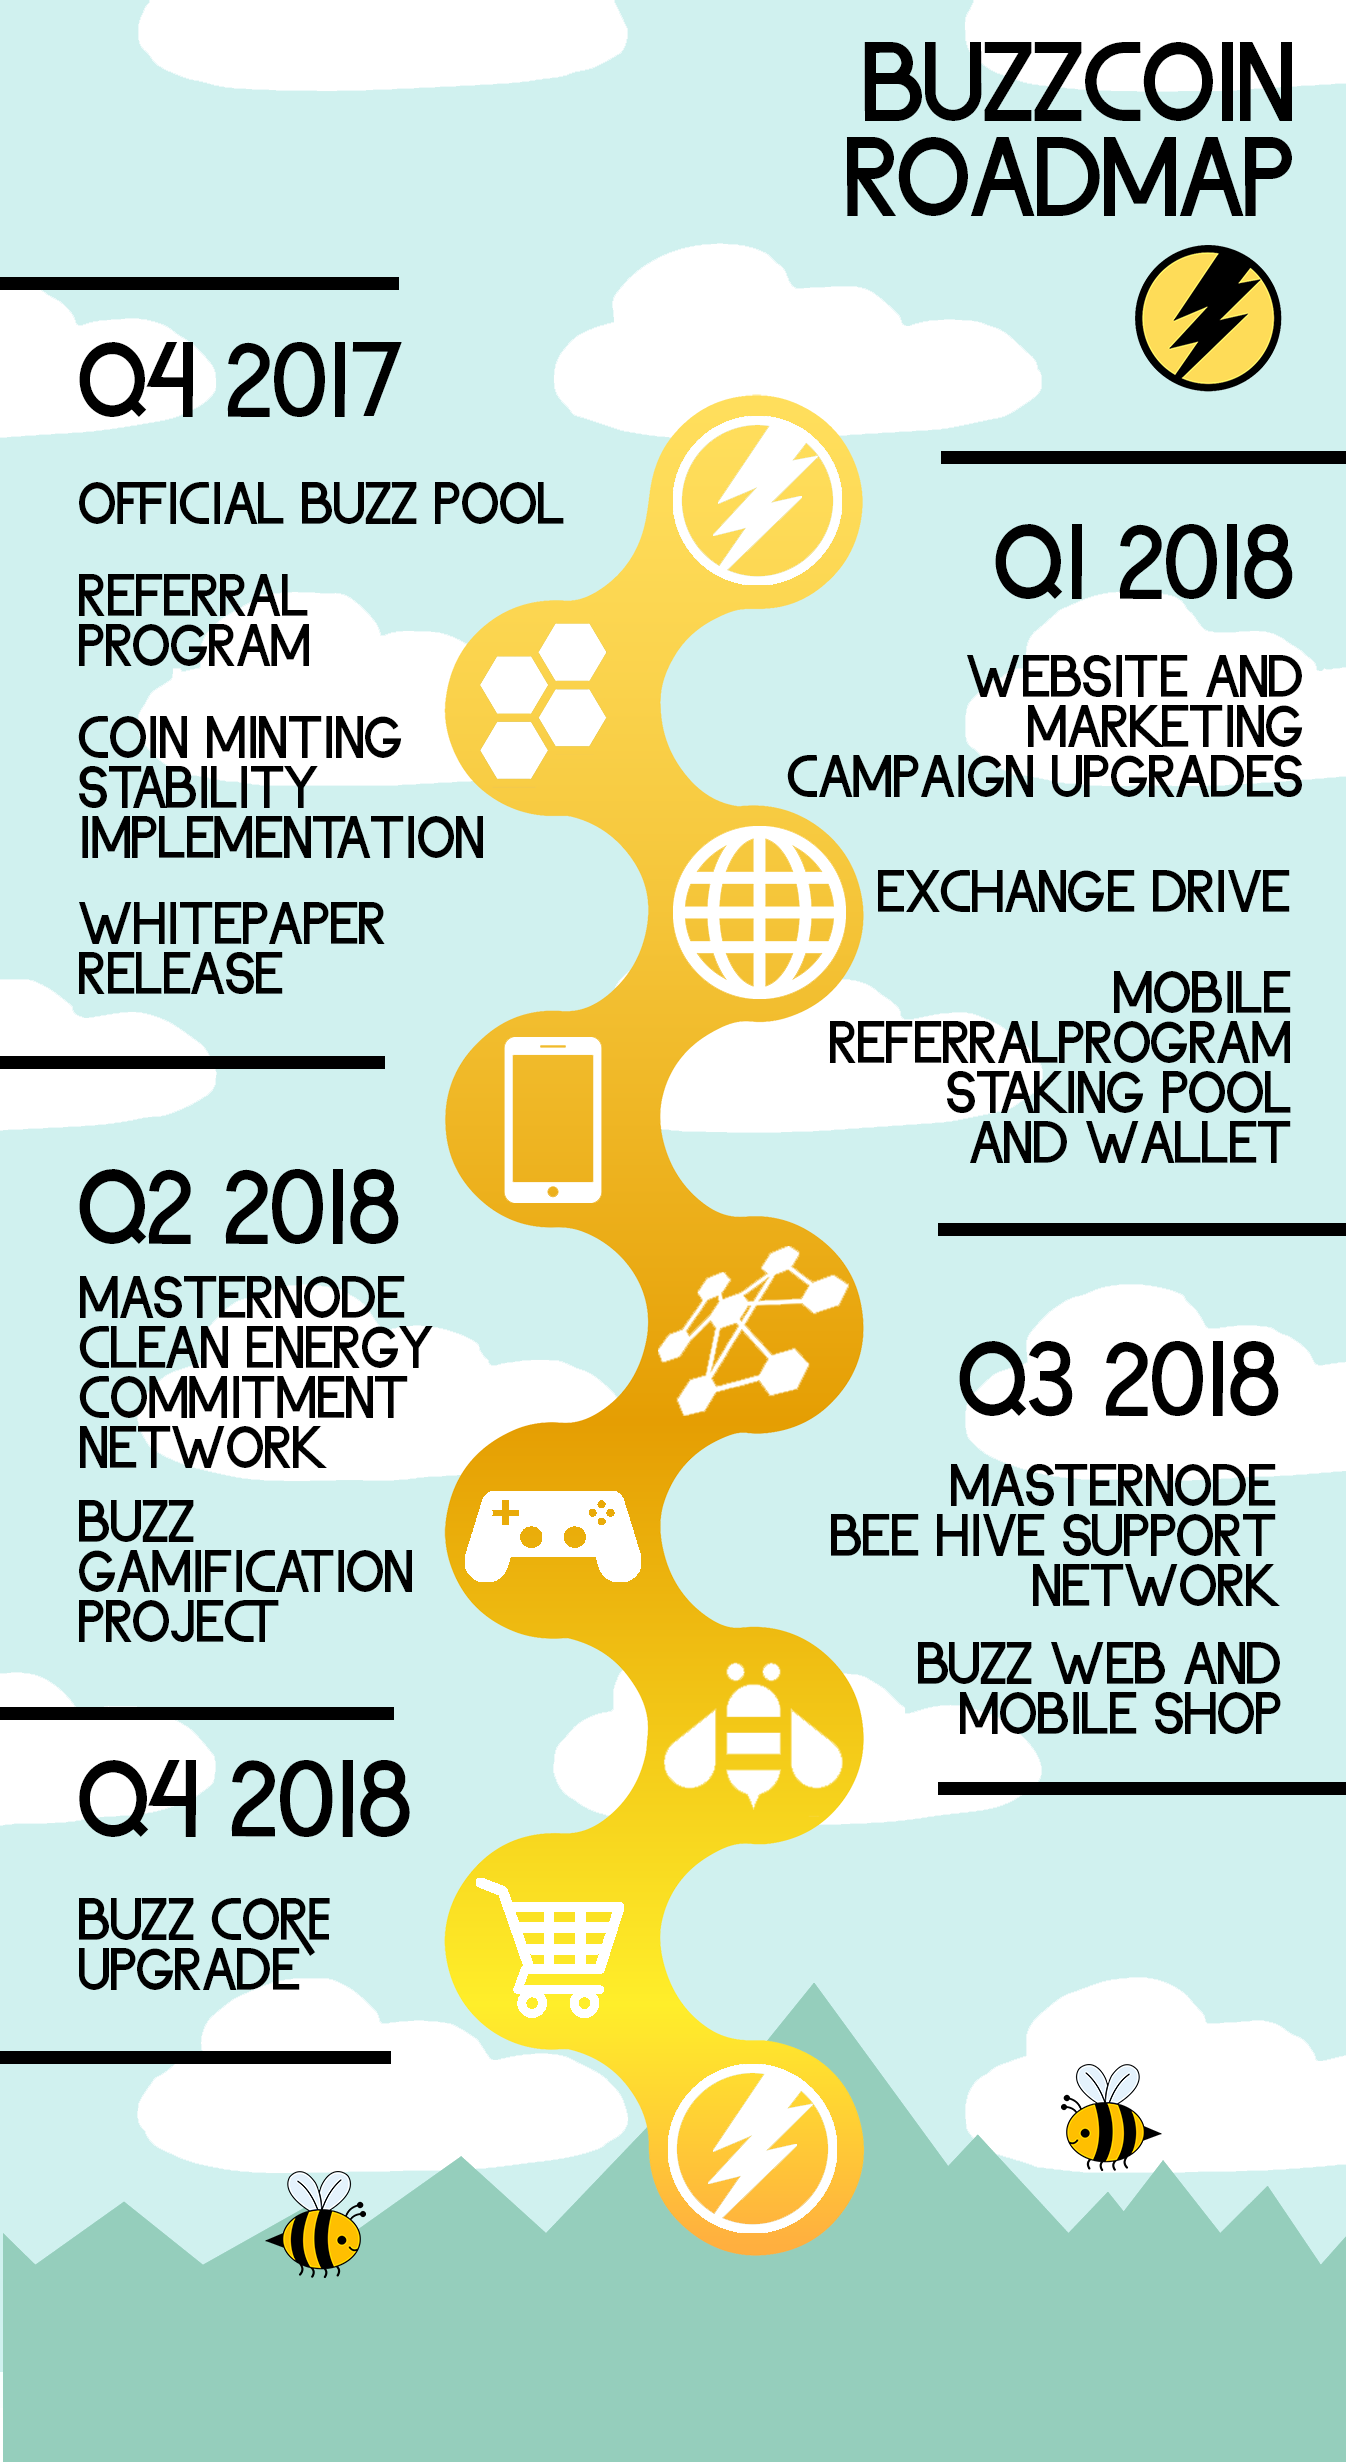 BUZZCOIN
ROADMAP
Q4 2017
OFFICIAL BUZZ POOL
REFERRAL
PROGRAM
COIN MINTING
STABILITY
IMPLEMENTATION
WHITEPAPER
RELEASE
Q1 2018
WEBSITE AND
MARKETING
CAMPAIGN UPGRADES
EXCHANGE DRIVE
MOBILE
REFERRALPROGRAM
STAKING POOL
AND WALLET
Q2 2018
MASTERNODE
CLEAN ENERGY
COMMITMENT
NETWORK
BUZZ
GAMIFICATION
PROJECT
Q3 2018
MASTERNODE
BEE HIVE SUPPORT
NETWORK
BUZZ WEB AND
MOBILE SHOP
Q4 2018
BUZZ CORE
UPGRADE